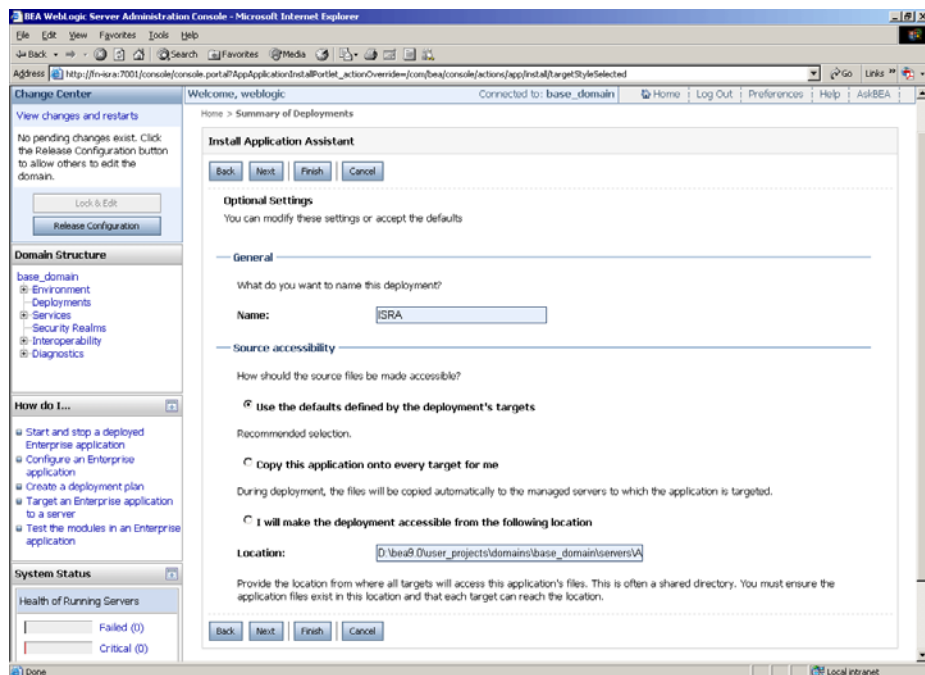 BEA WebLogic Server Administration Console - Microsoft Internet Explorer
File Edit View Favorites Tools Help
Back Search Favorites Media
Address http://fn-isra:7001/console/console.portal?AppApplicationInstallPortlet_actionOverride=/com/bea/console/actions/app/install/targetStyleSelected Go Links »
Change Center
View changes and restarts
No pending changes exist. Click
the Release Configuration button
to allow others to edit the
domain.
Lock & Edit
Release Configuration
Domain Structure
base_domain
Environment
Deployments
Services
Security Realms
Interoperability
Diagnostics
How do I...
Start and stop a deployed
Enterprise application
Configure an Enterprise
application
Create a deployment plan
Target an Enterprise application
to a server
Test the modules in an Enterprise
application
System Status
Health of Running Servers
Failed (0)
Critical (0)
Welcome, weblogic Connected to: base_domain Home Log Out Preferences Help AskBEA
Home > Summary of Deployments
Install Application Assistant
Back Next Finish Cancel
Optional Settings
You can modify these settings or accept the defaults
General
What do you want to name this deployment?
Name: ISRA
Source accessibility
How should the source files be made accessible?
Use the defaults defined by the deployment's targets
Recommended selection.
Copy this application onto every target for me
During deployment, the files will be copied automatically to the managed servers to which the application is targeted.
I will make the deployment accessible from the following location
Location: D:\bea9.0\user_projects\domains\base_domain\servers\A
Provide the location from where all targets will access this application's files. This is often a shared directory. You must ensure the
application files exist in this location and that each target can reach the location.
Back Next Finish Cancel
Done Local intranet